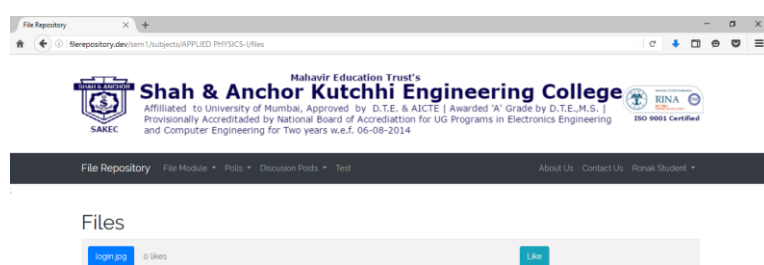 File Repository
filerepository.dev/sem1/subjects/APPLIED PHYSICS-I/files
Mahavir Education Trust's
SHAH & ANCHOR
Shah & Anchor Kutchhi Engineering College
Affilliated to University of Mumbai, Approved by D.T.E. & AICTE | Awarded 'A' Grade by D.T.E.,M.S. |
Provisionally Accreditaded by National Board of Accrediattion for UG Programs in Electronics Engineering
and Computer Engineering for Two years w.e.f. 06-08-2014
SAKEC
RINA
ISO 9001 Certified
File Repository File Module Polls Discusion Posts Test About Us Contact Us Ronak Student
Files
login.jpg 0 likes Like